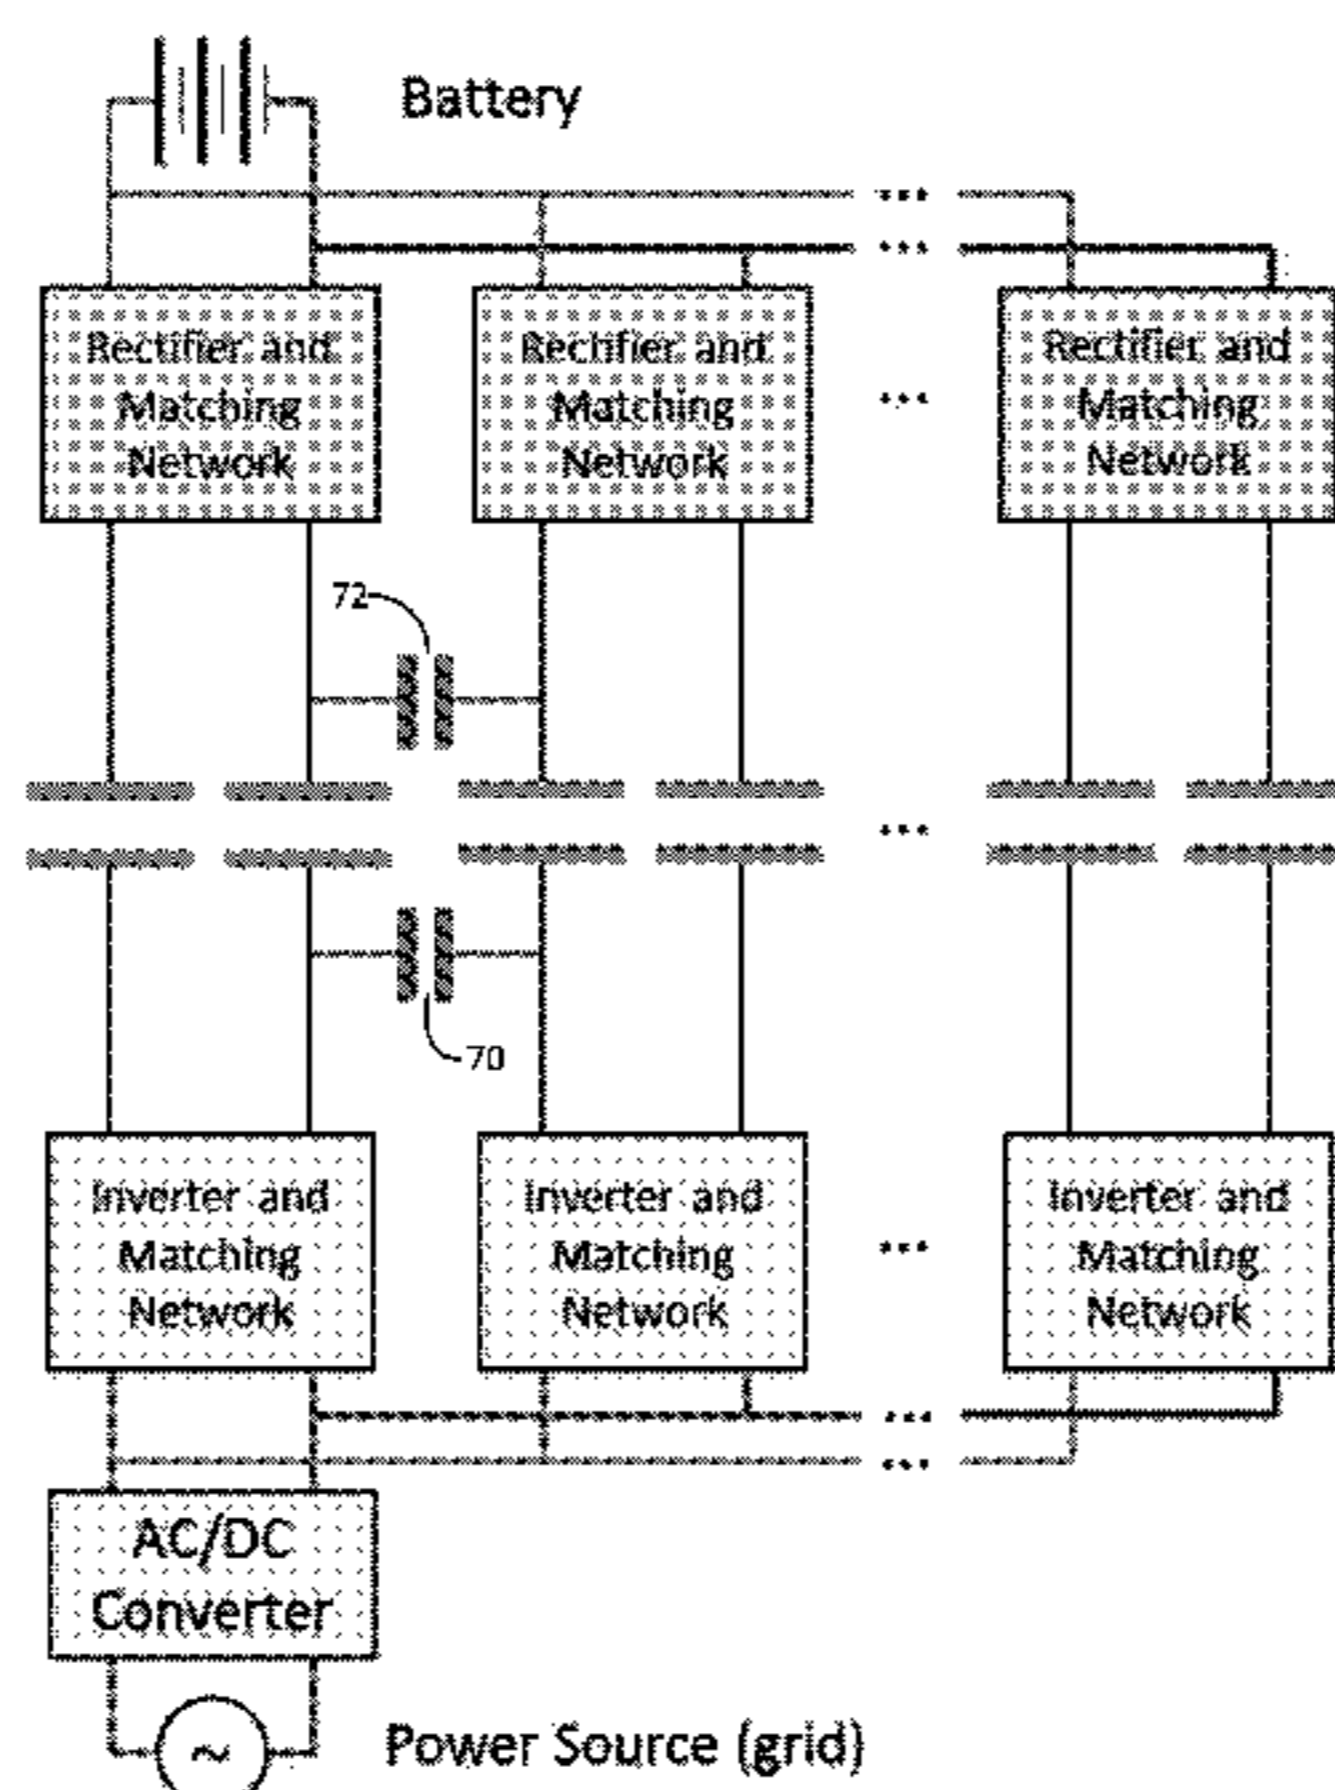 Battery
...
...
Rectifier and
Matching
Network
Rectifier and
Matching
Network
...
Rectifier and
Matching
Network
72
...
70
Inverter and
Matching
Network
Inverter and
Matching
Network
...
Inverter and
Matching
Network
...
...
AC/DC
Converter
~
Power Source (grid)